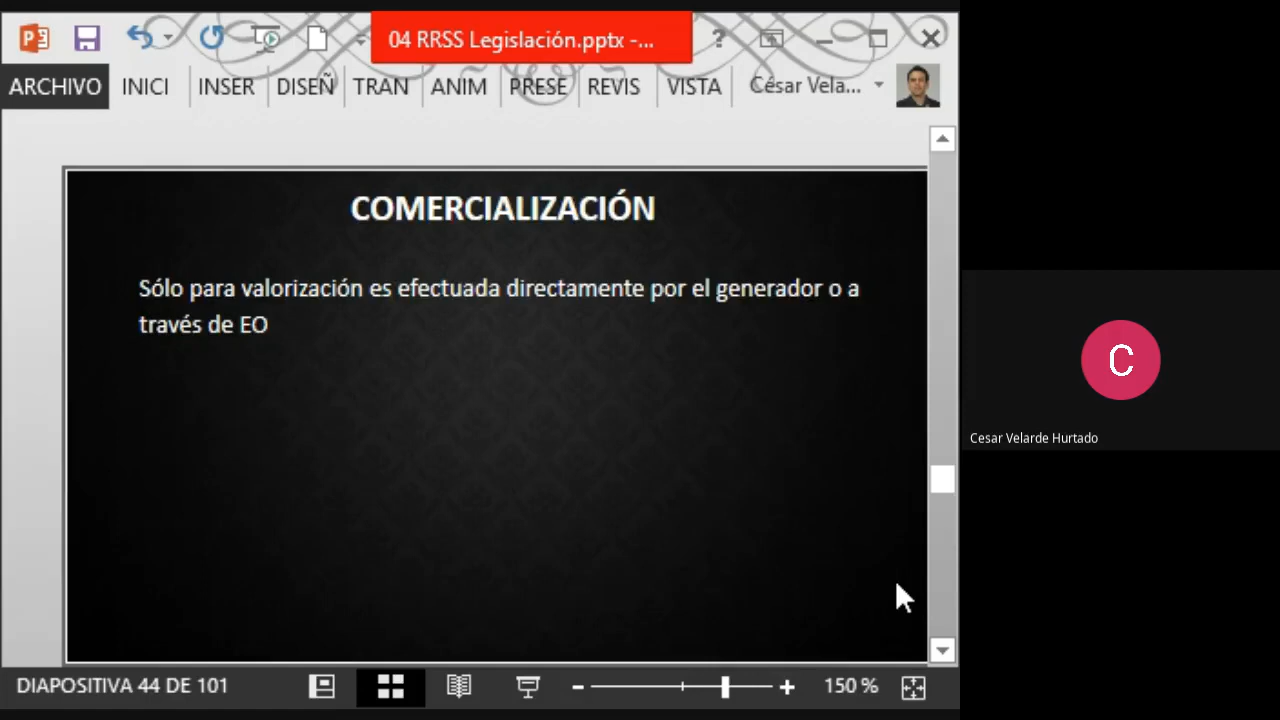 04 RRSS Legislación.pptx -...
?
ARCHIVO INICI INSER DISEÑ TRAN ANIM PRESE REVIS VISTA César Vela...
COMERCIALIZACIÓN
Sólo para valorización es efectuada directamente por el generador o a
través de EO
C
Cesar Velarde Hurtado
DIAPOSITIVA 44 DE 101
150 %